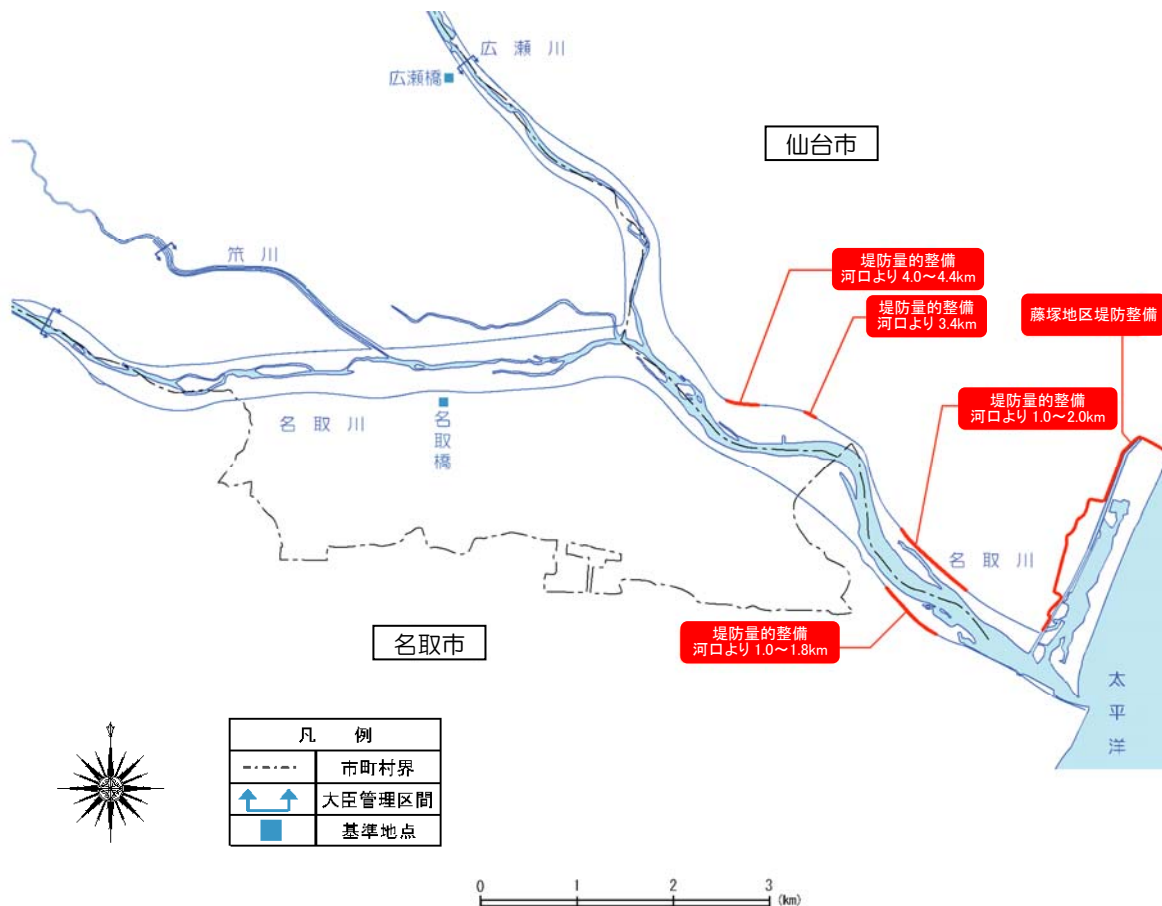 広瀬川
広瀬橋
仙台市
笊川
堤防量的整備
河口より 4.0～4.4km
堤防量的整備
河口より 3.4km
藤塚地区堤防整備
堤防量的整備
河口より 1.0～2.0km
名取川
名取橋
名取川
堤防量的整備
河口より 1.0～1.8km
名取市
太平洋
凡 例
市町村界
大臣管理区間
基準地点
0 1 2 3 (km)